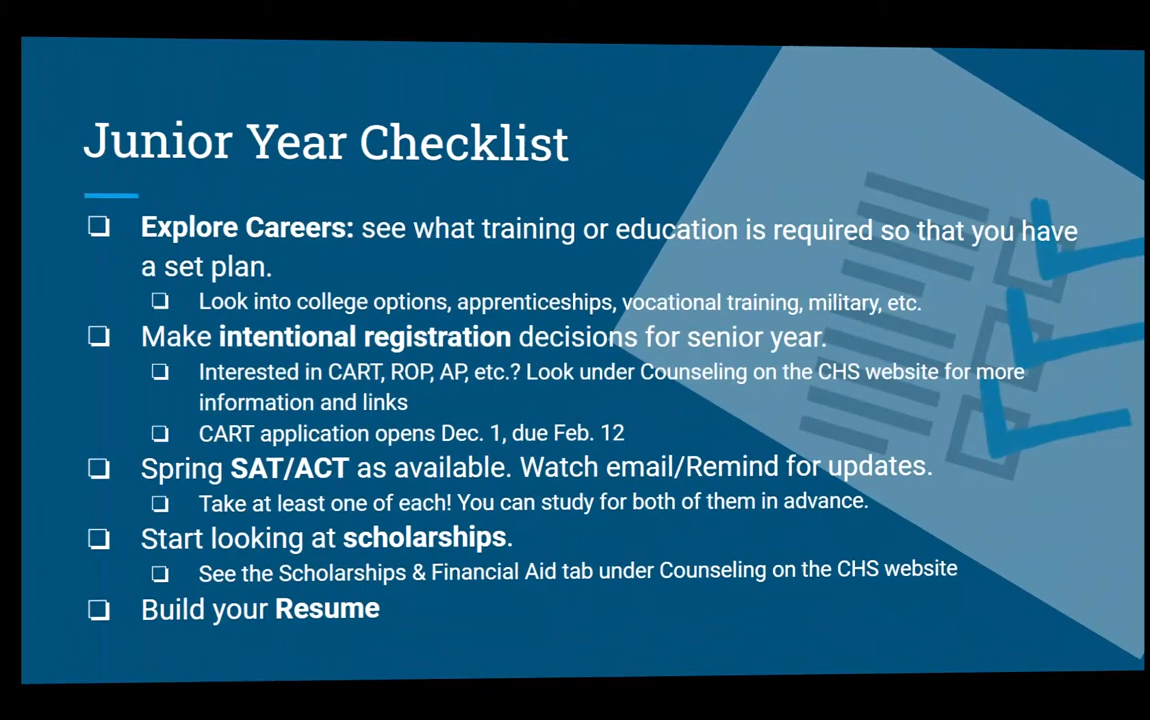 Junior Year Checklist
❏ Explore Careers: see what training or education is required so that you have
a set plan.
❏ Look into college options, apprenticeships, vocational training, military, etc.
❏ Make intentional registration decisions for senior year.
❏ Interested in CART, ROP, AP, etc.? Look under Counseling on the CHS website for more
information and links
❏ CART application opens Dec. 1, due Feb. 12
❏ Spring SAT/ACT as available. Watch email/Remind for updates.
❏ Take at least one of each! You can study for both of them in advance.
❏ Start looking at scholarships.
❏ See the Scholarships & Financial Aid tab under Counseling on the CHS website
❏ Build your Resume